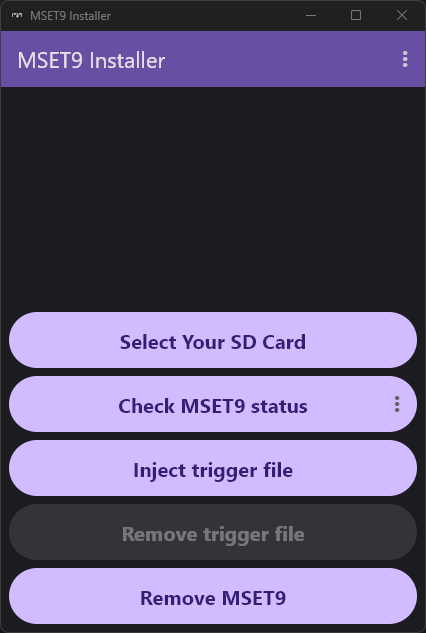 MSET9 Installer
MSET9 Installer
Select Your SD Card
Check MSET9 status
Inject trigger file
Remove trigger file
Remove MSET9